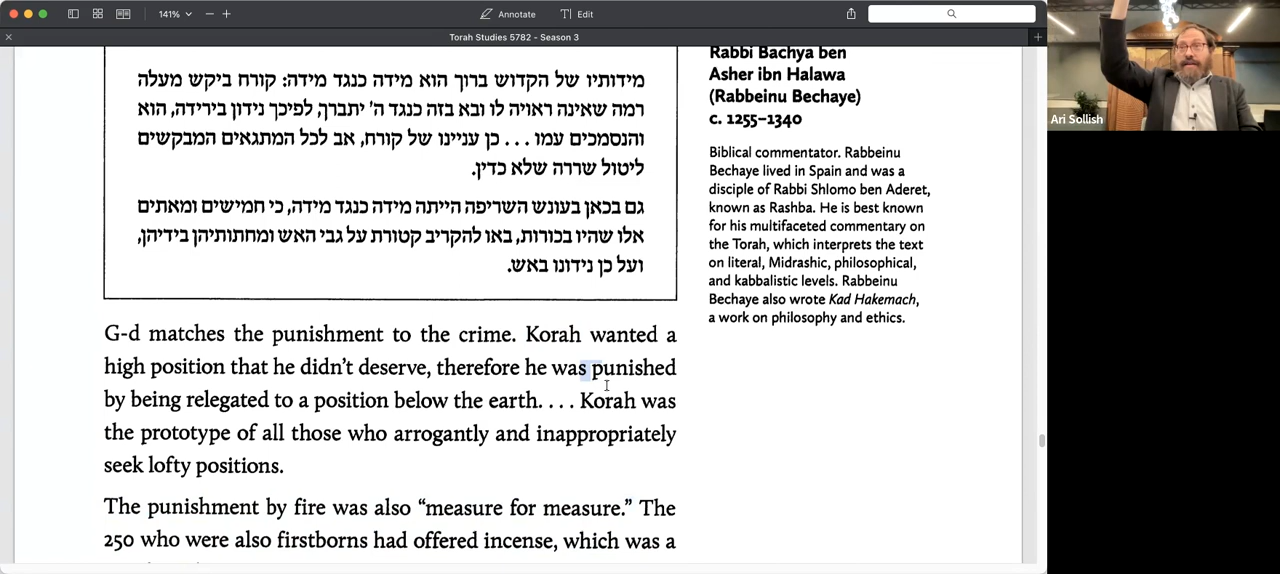 141%
Annotate
Edit
Torah Studies 5782 - Season 3
מידותיו של הקדוש ברוך הוא מידה כנגד מידה: קורח ביקש מעלה
רמה שאינה ראויה לו ובא בזה כנגד ה' יתברך, לפיכך נידון בירידה, הוא
והנסמכים עמו . . . כן עניינו של קורח, אב לכל המתגאים המבקשים
ליטול שררה שלא כדין.
גם בכאן בעונש השריפה הייתה מידה כנגד מידה, כי חמישים ומאתים
אלו שהיו בכורות, באו להקריב קטורת על גבי האש ומחתותיהן בידיהן,
ועל כן נידונו באש.
G-d matches the punishment to the crime. Korah wanted a
high position that he didn't deserve, therefore he was punished
by being relegated to a position below the earth. . . . Korah was
the prototype of all those who arrogantly and inappropriately
seek lofty positions.
The punishment by fire was also “measure for measure.” The
250 who were also firstborns had offered incense, which was a
Rabbi Bachya ben
Asher ibn Halawa
(Rabbeinu Bechaye)
c. 1255–1340
Biblical commentator. Rabbeinu
Bechaye lived in Spain and was a
disciple of Rabbi Shlomo ben Aderet,
known as Rashba. He is best known
for his multifaceted commentary on
the Torah, which interprets the text
on literal, Midrashic, philosophical,
and kabbalistic levels. Rabbeinu
Bechaye also wrote Kad Hakemach,
a work on philosophy and ethics.
Ari Sollish